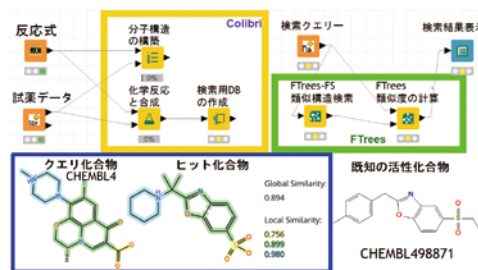 反応式
分子構造
の構築
Colibri
検索クエリー
検索結果表示
0%
試薬データ
化学反応
と合成
検索用DB
の作成
0%
FTrees-FS
類似構造検索
FTrees
類似度の計算
FTrees
クエリ化合物
CHEMBL4
ヒット化合物
Global Similarity:
0.894
Local Similarity:
0.756
0.899
0.980
既知の活性化合物
CHEMBL498871